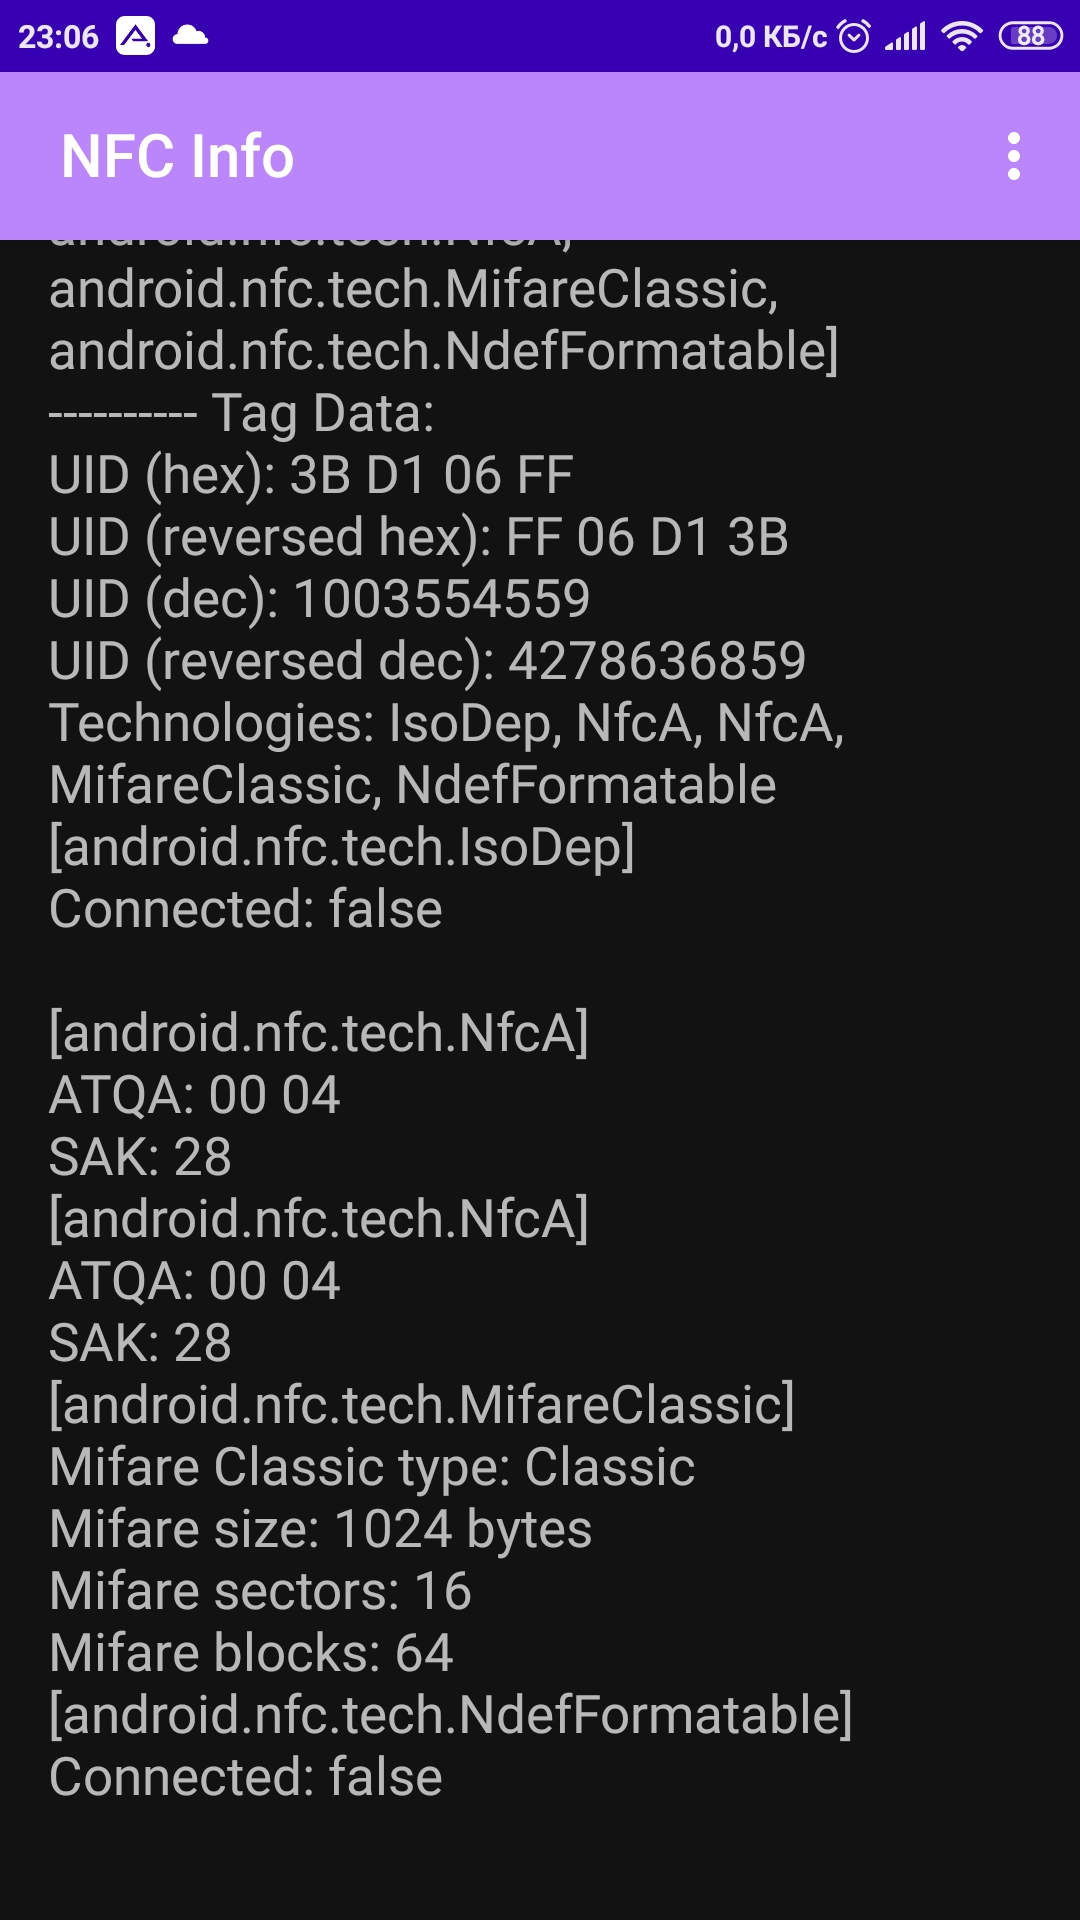 23:06 0,0 КБ/с 88
NFC Info
android.nfc.tech.NfcA,
android.nfc.tech.MifareClassic,
android.nfc.tech.NdefFormatable]
---------- Tag Data:
UID (hex): 3B D1 06 FF
UID (reversed hex): FF 06 D1 3B
UID (dec): 1003554559
UID (reversed dec): 4278636859
Technologies: IsoDep, NfcA, NfcA,
MifareClassic, NdefFormatable
[android.nfc.tech.IsoDep]
Connected: false
[android.nfc.tech.NfcA]
ATQA: 00 04
SAK: 28
[android.nfc.tech.NfcA]
ATQA: 00 04
SAK: 28
[android.nfc.tech.MifareClassic]
Mifare Classic type: Classic
Mifare size: 1024 bytes
Mifare sectors: 16
Mifare blocks: 64
[android.nfc.tech.NdefFormatable]
Connected: false